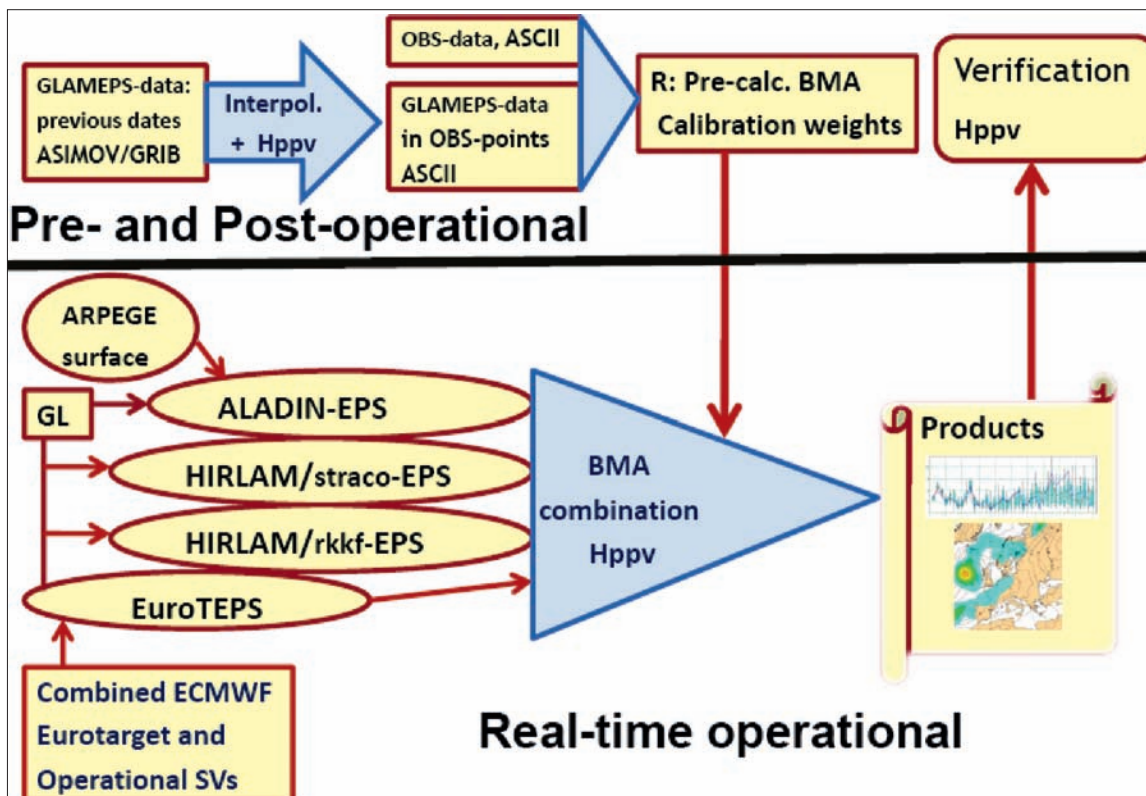 GLAMEPS-data:
previous dates
ASIMOV/GRIB
Interpol.
+ Hppv
OBS-data, ASCII
GLAMEPS-data
in OBS-points
ASCII
R: Pre-calc. BMA
Calibration weights
Verification
Hppv
Pre- and Post-operational
ARPEGE
surface
GL
ALADIN-EPS
HIRLAM/straco-EPS
HIRLAM/rkkf-EPS
EuroTEPS
BMA
combination
Hppv
Products
Combined ECMWF
Eurotarget and
Operational SVs
Real-time operational